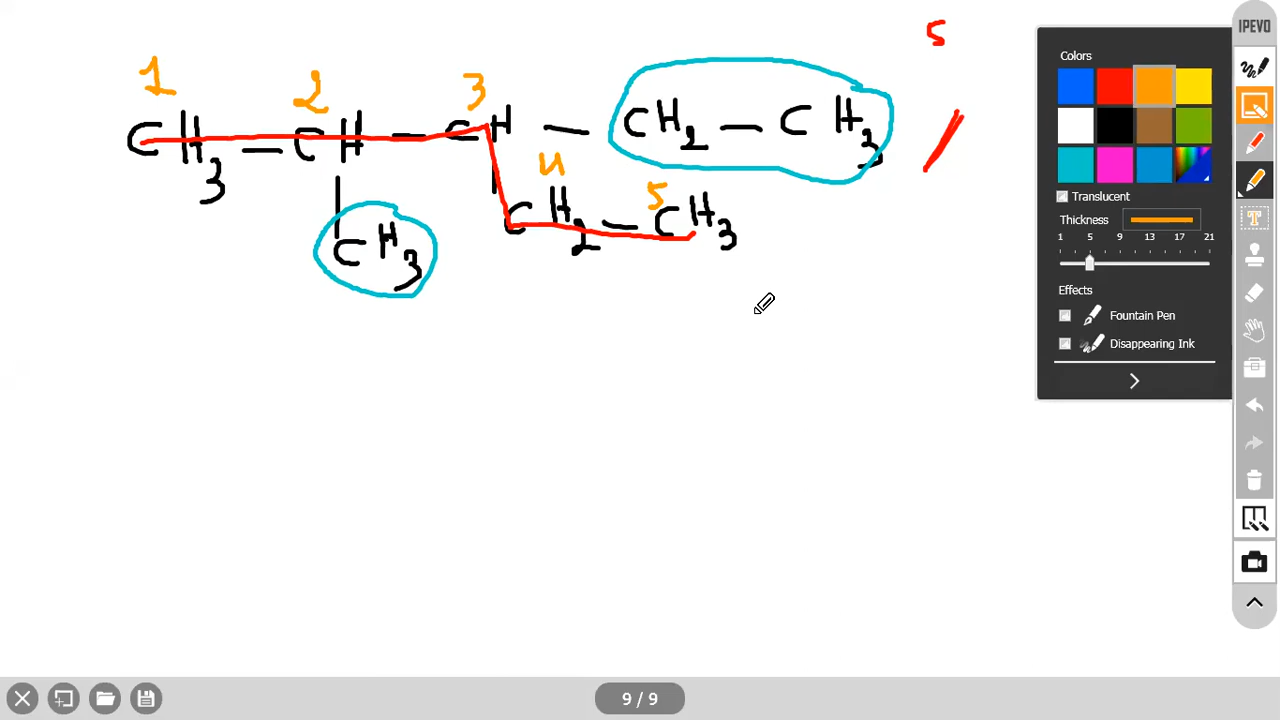 5
IPEVO
1 2 3
CH3 — CH — CH — CH2 — CH3
4 5
CH2 — CH3
CH3
Colors
Translucent
Thickness
1 5 9 13 17 21
Effects
Fountain Pen
Disappearing Ink
9 / 9